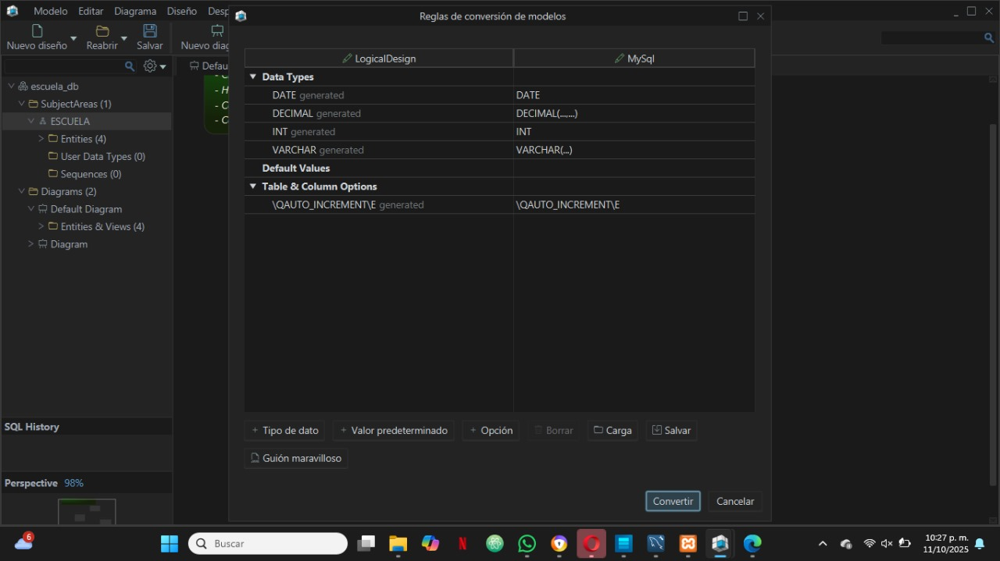 Modelo Editar Diagrama Diseño Desp
Reglas de conversión de modelos
Nuevo diseño Reabrir Salvar Nuevo diag
Defau
escuela_db
SubjectAreas (1)
ESCUELA
Entities (4)
User Data Types (0)
Sequences (0)
Diagrams (2)
Default Diagram
Entities & Views (4)
Diagram
SQL History
Perspective 98%
- H
- C
- C
LogicalDesign MySql
Data Types
DATE generated DATE
DECIMAL generated DECIMAL(...,...)
INT generated INT
VARCHAR generated VARCHAR(...)
Default Values
Table & Column Options
\QAUTO_INCREMENT\E generated \QAUTO_INCREMENT\E
+ Tipo de dato + Valor predeterminado + Opción Borrar Carga Salvar
Guión maravilloso
Convertir Cancelar
6
Buscar
10:27 p. m.
11/10/2025